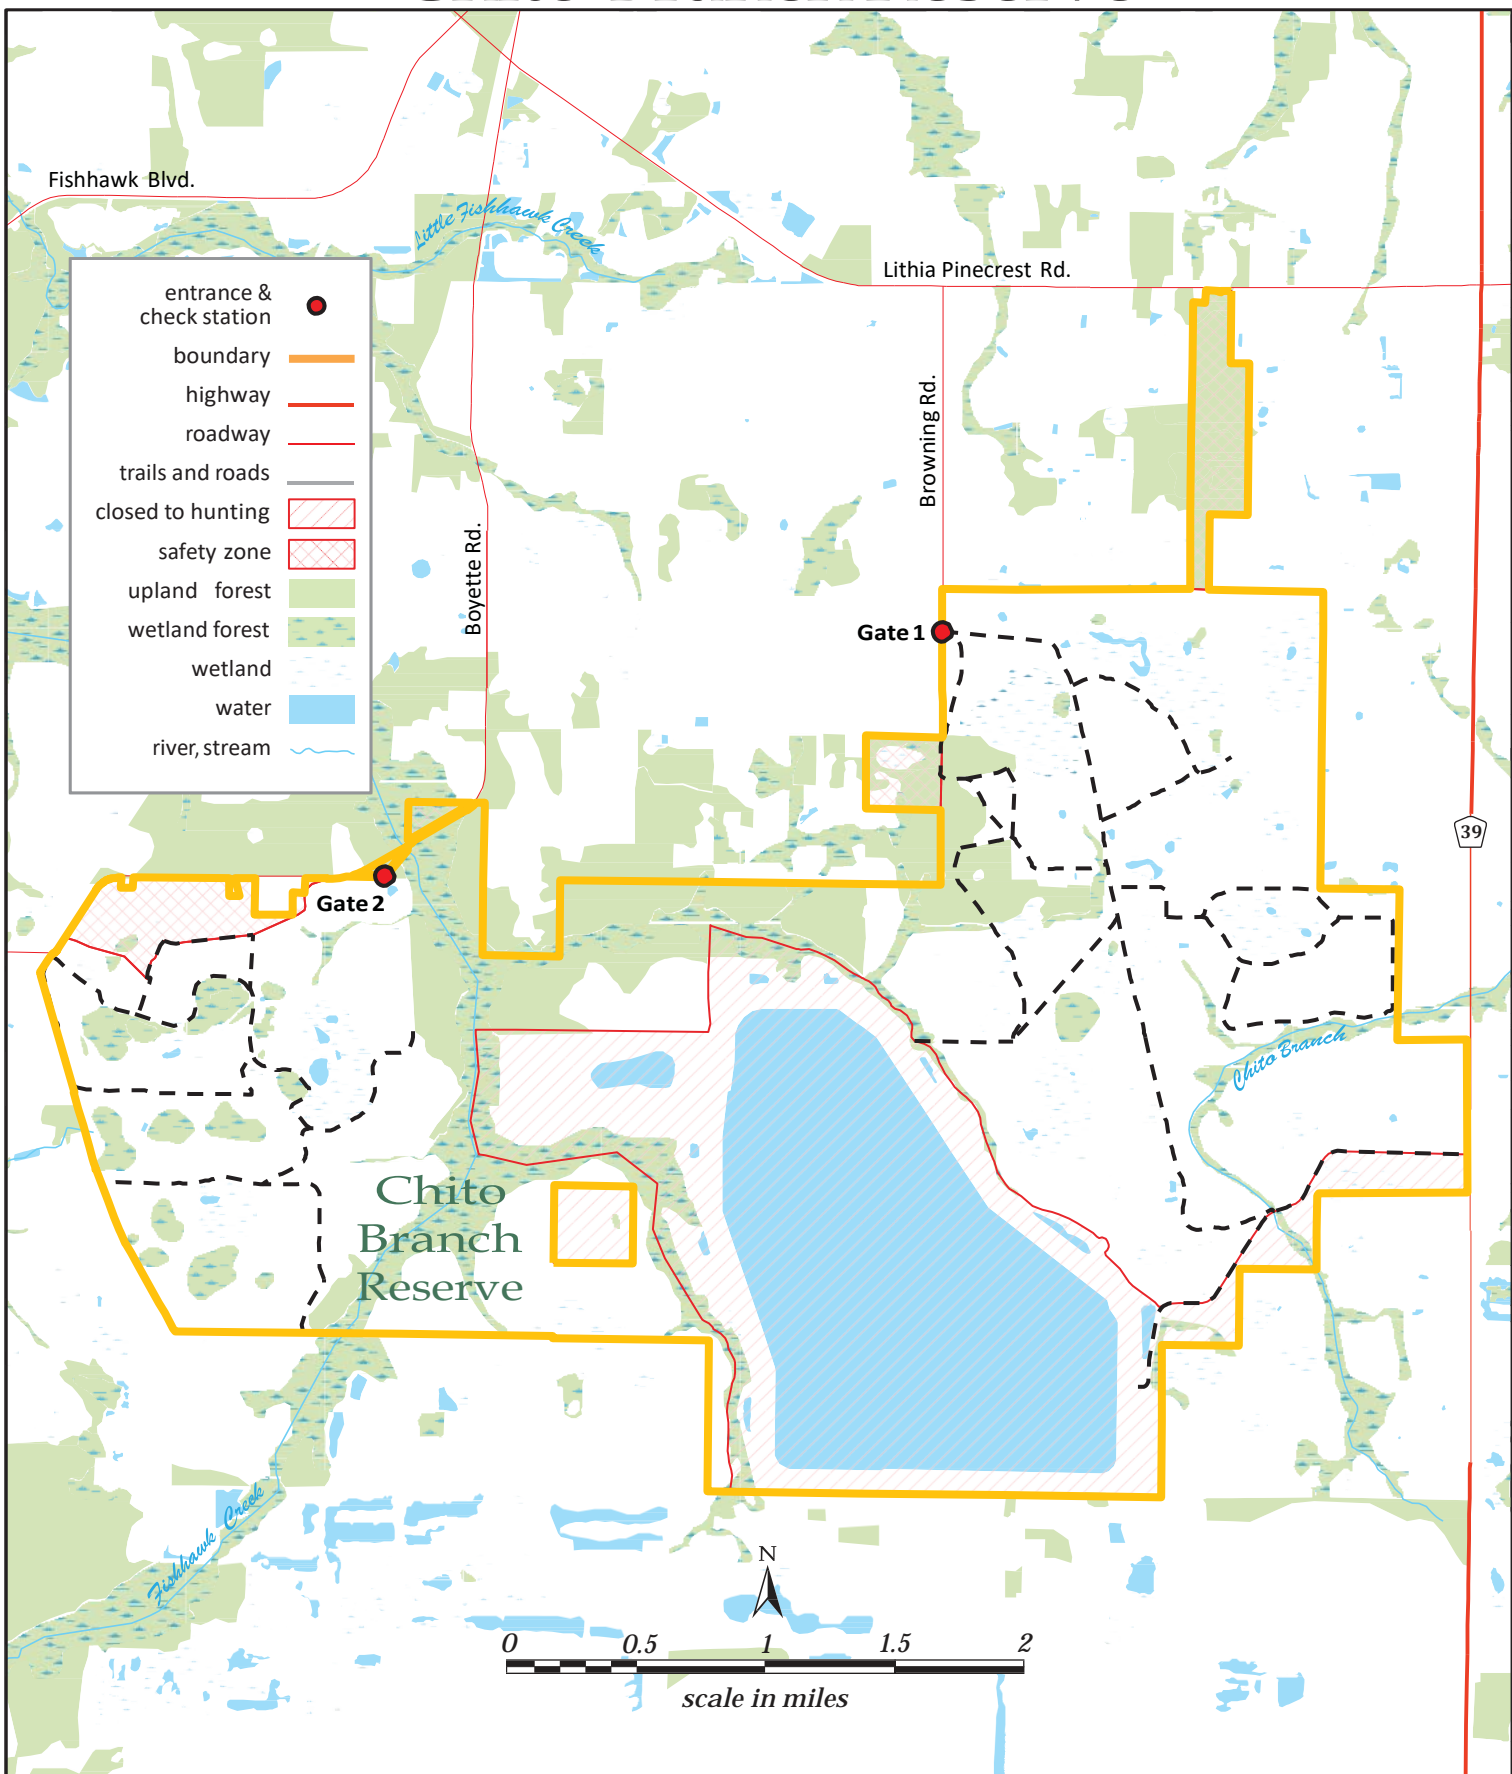 Fishhawk Blvd.
Little Fishhawk Creek
Lithia Pinecrest Rd.
entrance &
check station
boundary
highway
roadway
trails and roads
closed to hunting
safety zone
upland forest
wetland forest
wetland
water
river, stream
Browning Rd.
Boyette Rd.
Gate 1
39
Gate 2
Chito Branch
Chito
Branch
Reserve
Fishhawk Creek
N
0 0.5 1 1.5 2
scale in miles